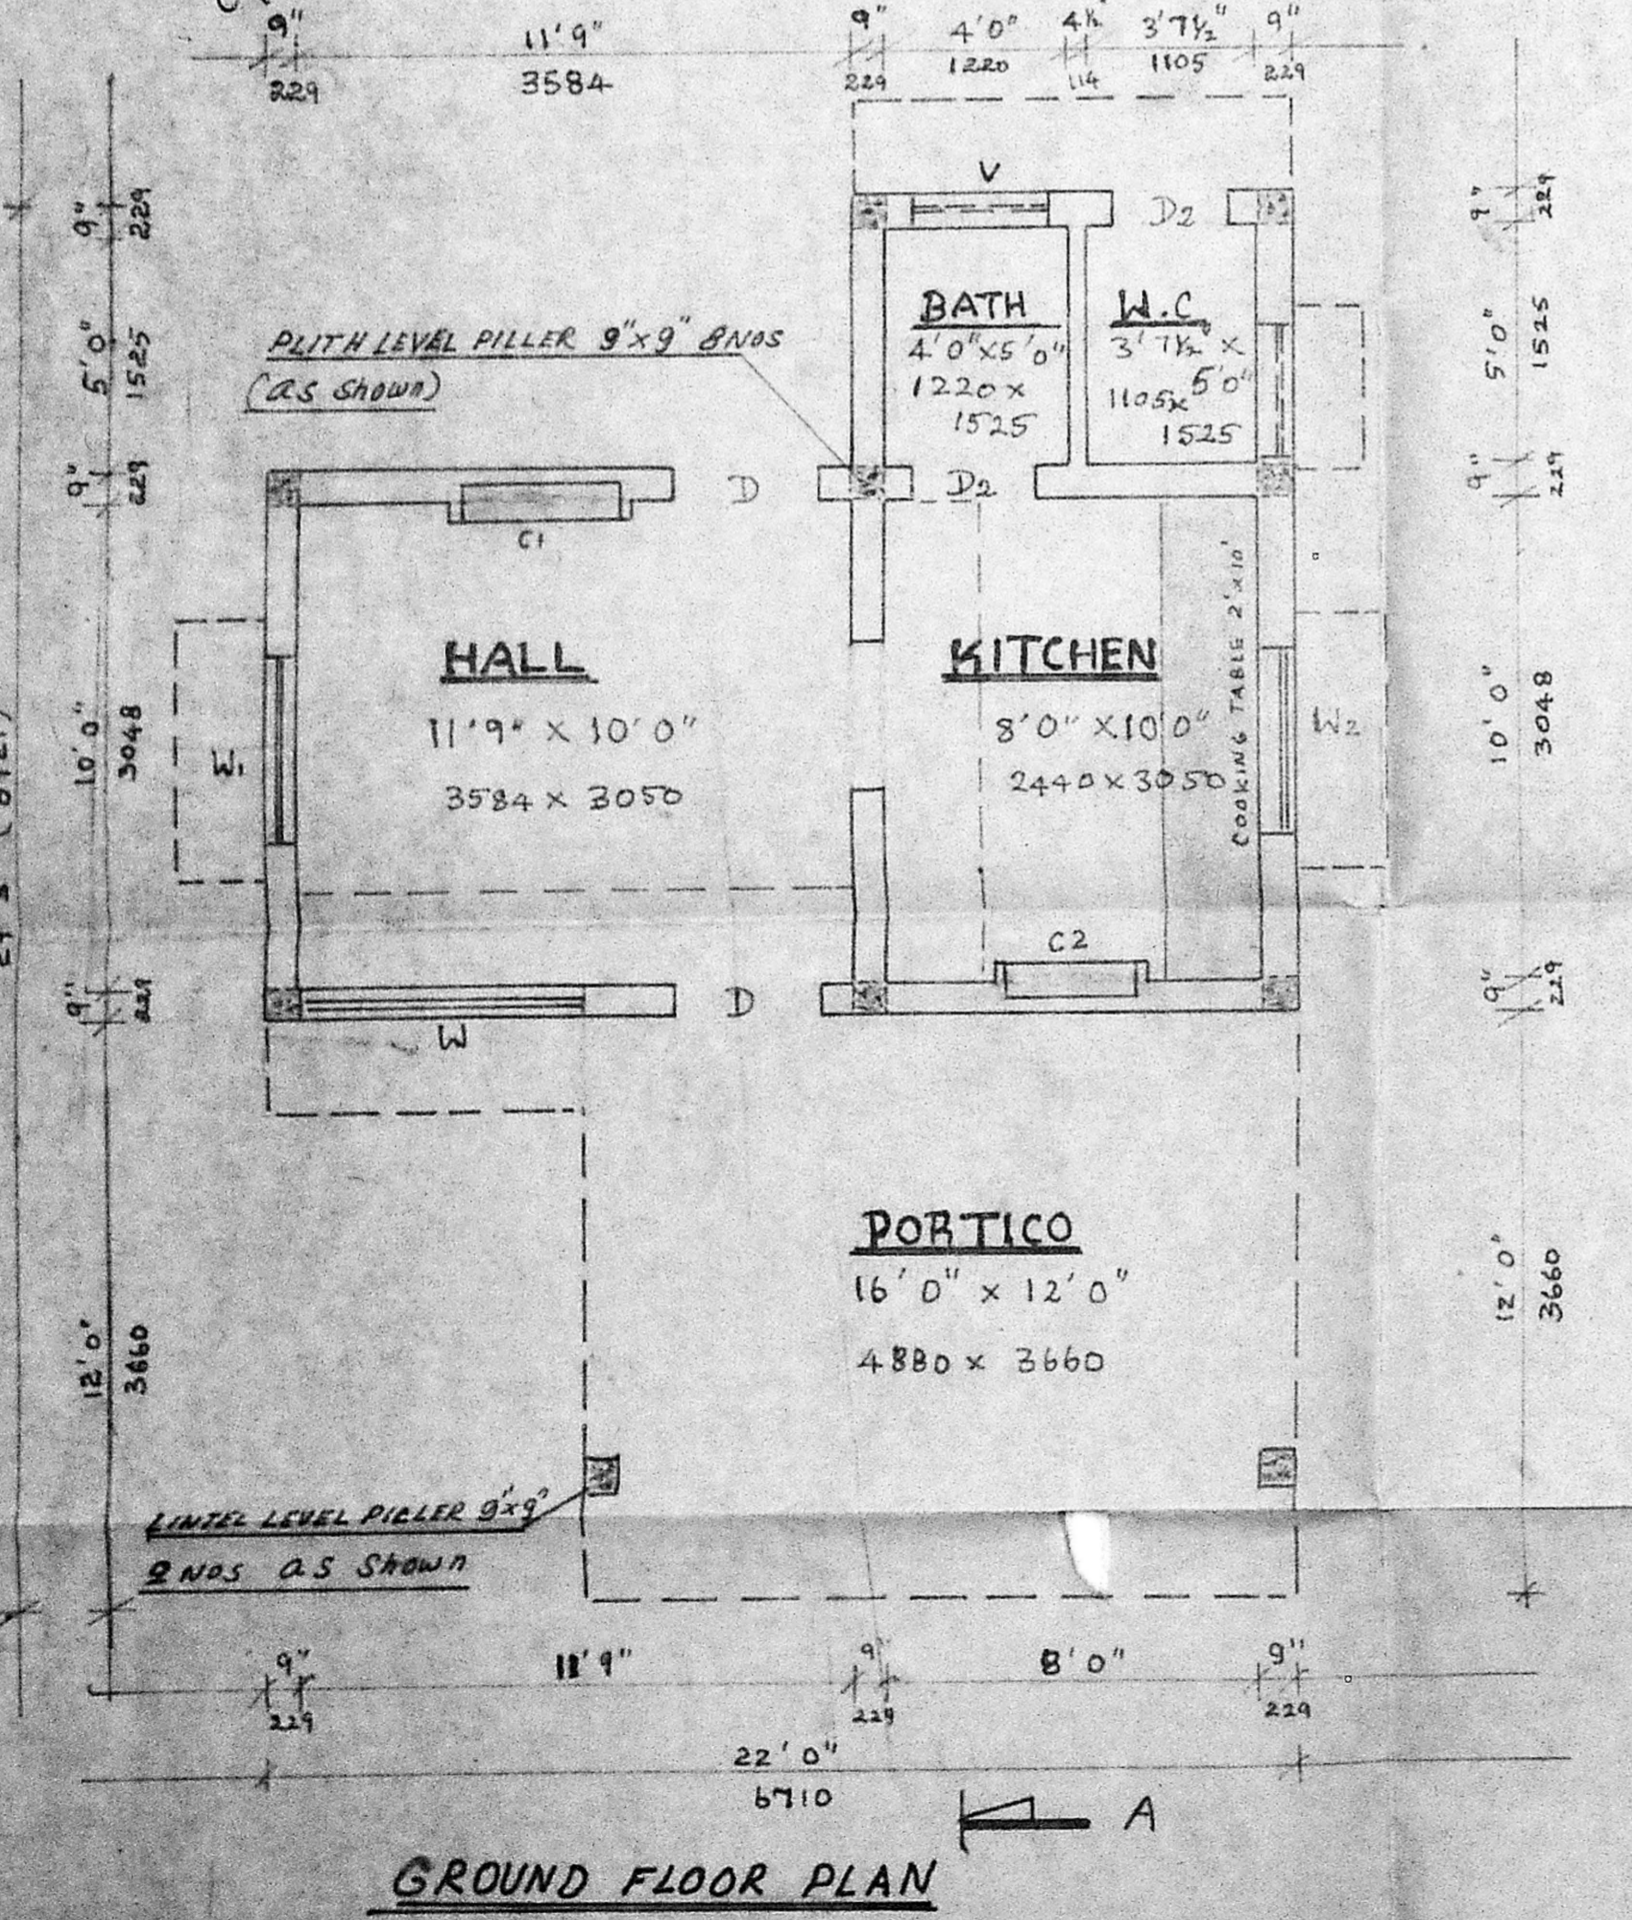 9" 11'9" 9" 4'0" 4½" 3'7½" 9"
229 3584 229 1220 114 1105 229
V
D2
9" 229
9" 229
BATH
4'0"x5'0"
1220 x
1525
W.C
3'7½" x
5'0"
1105x
1525
PLITH LEVEL PILLER 9"x9" 8NOS
(as shown)
5'0" 1525
5'0" 1525
9" 229
D
D2
9" 229
C1
HALL
11'9" X 10'0"
3584 x 3050
KITCHEN
8'0" X10'0"
2440 x 3050
COOKING TABLE 2'x10'
W1
W2
10'0" 3048
10'0" 3048
C2
9" 229
D
9" 229
W
PORTICO
16'0" x 12'0"
4880 x 3660
12'0" 3660
12'0" 3660
LINTEL LEVEL PICLER 9"x9"
2 NOS as Shown
9" 11'9" 9" 8'0" 9"
229 229 229
22'0"
6710
A
GROUND FLOOR PLAN